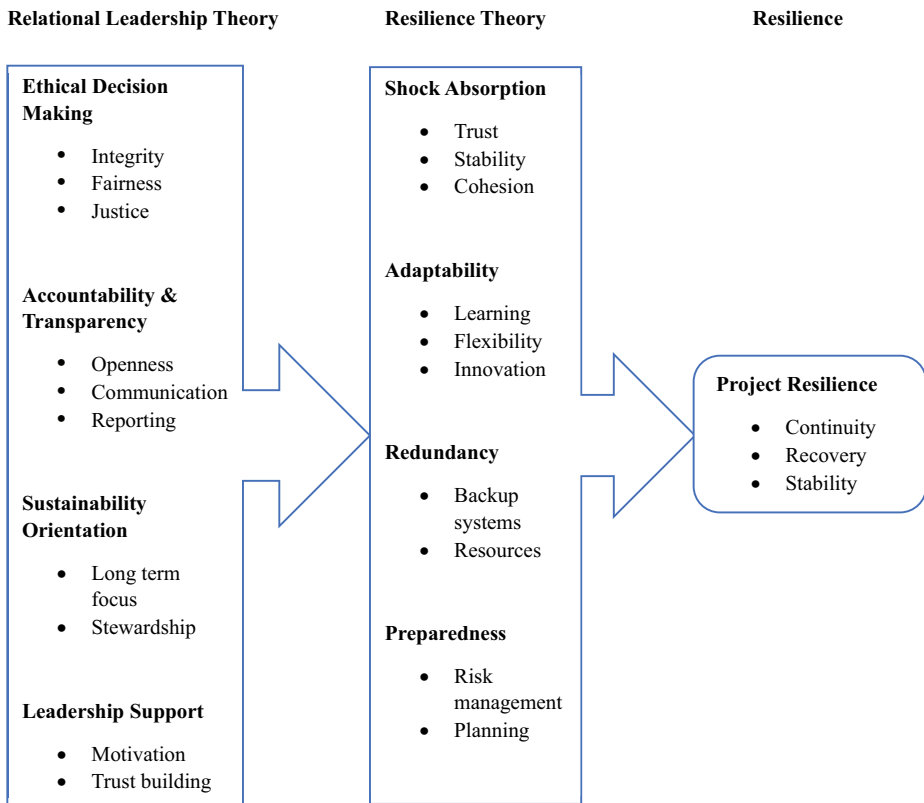 Relational Leadership Theory
Resilience Theory
Resilience
Ethical Decision
Making
• Integrity
• Fairness
• Justice
Accountability &
Transparency
• Openness
• Communication
• Reporting
Sustainability
Orientation
• Long term
focus
• Stewardship
Leadership Support
• Motivation
• Trust building
Shock Absorption
• Trust
• Stability
• Cohesion
Adaptability
• Learning
• Flexibility
• Innovation
Redundancy
• Backup
systems
• Resources
Preparedness
• Risk
management
• Planning
Project Resilience
• Continuity
• Recovery
• Stability